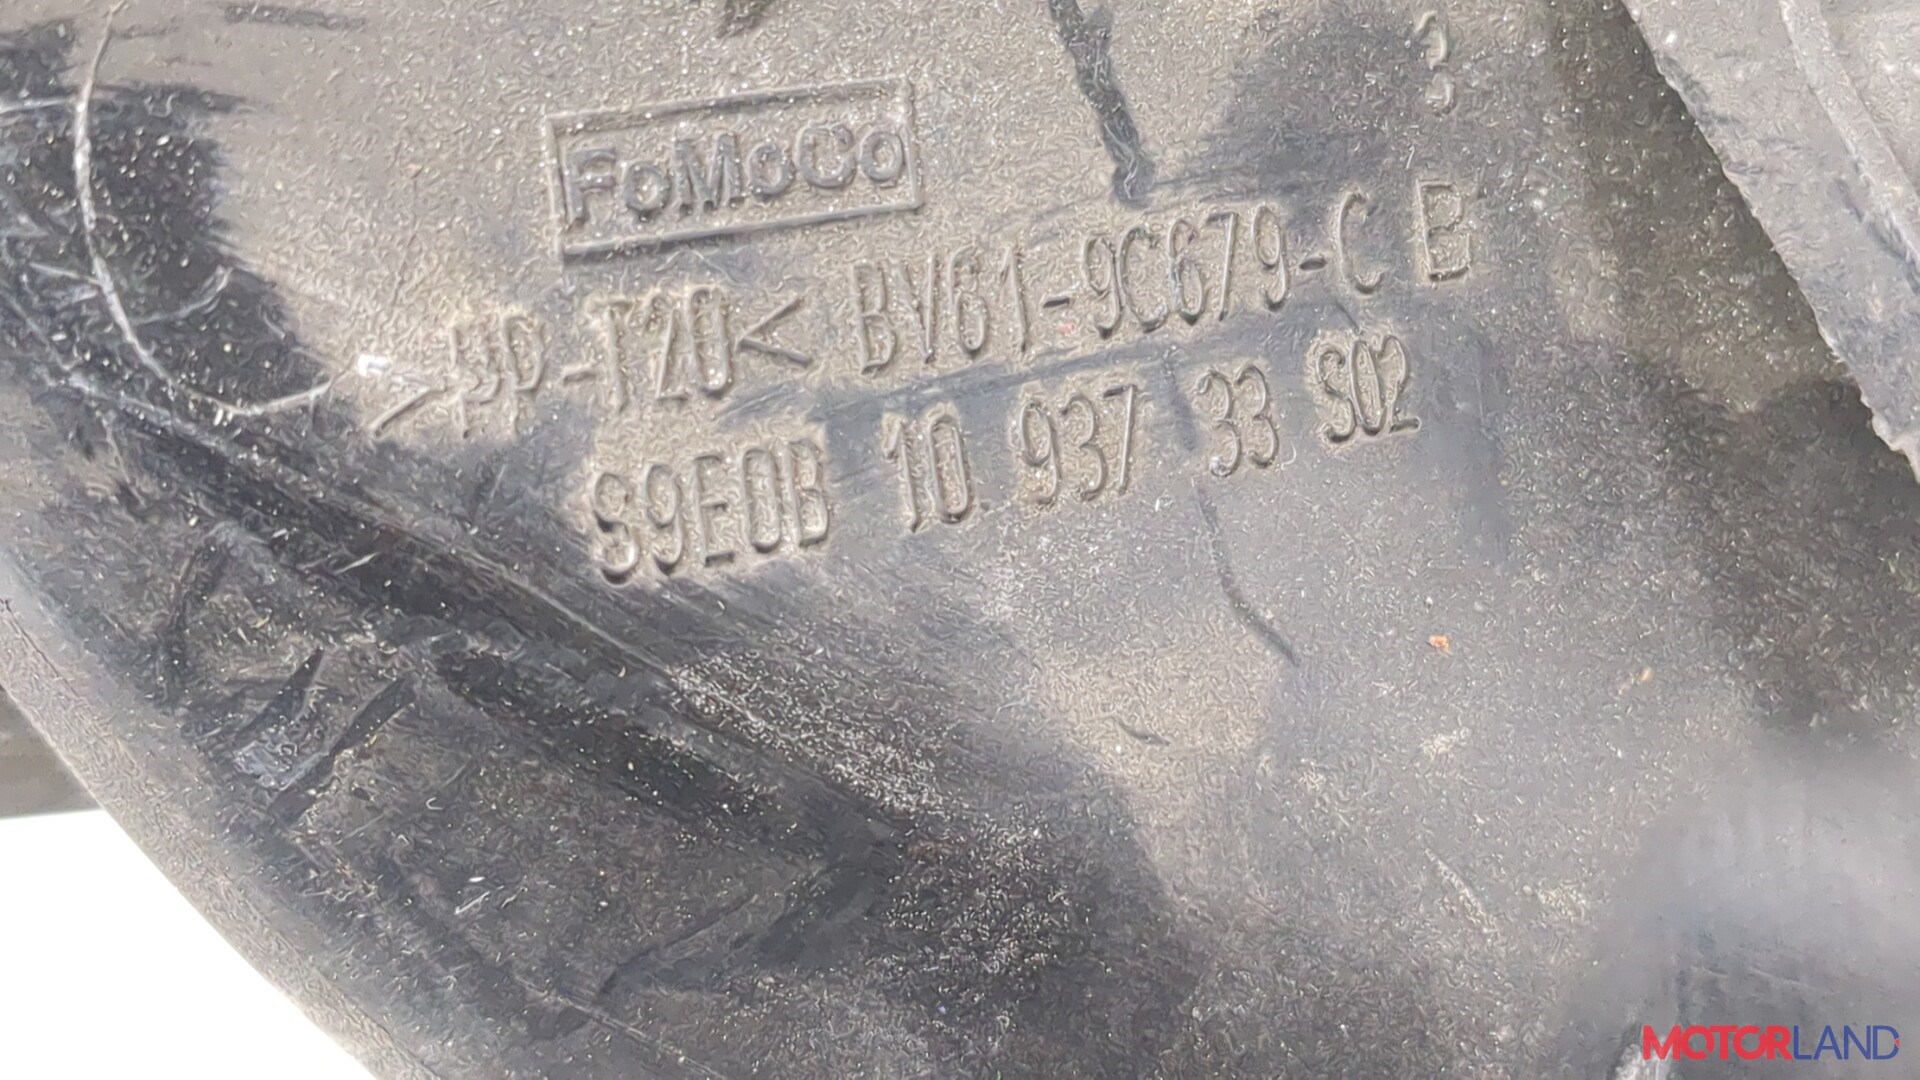 FoMoCo
>PP-T20< BV61-9C679-C B
S9E0B 10 937 33 S02
MOTORLAND